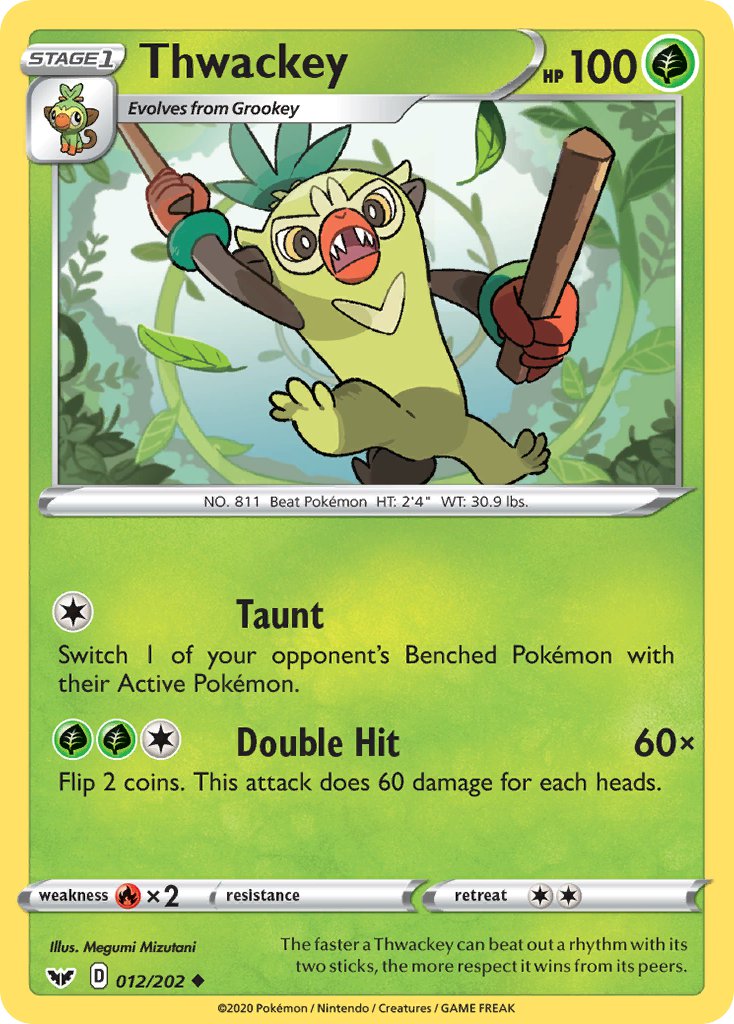 STAGE 1
Thwackey
HP 100
Evolves from Grookey
NO. 811 Beat Pokémon HT: 2'4" WT: 30.9 lbs.
Taunt
Switch 1 of your opponent's Benched Pokémon with
their Active Pokémon.
Double Hit 60×
Flip 2 coins. This attack does 60 damage for each heads.
weakness ×2 resistance retreat
Illus. Megumi Mizutani
The faster a Thwackey can beat out a rhythm with its
two sticks, the more respect it wins from its peers.
D 012/202
©2020 Pokémon / Nintendo / Creatures / GAME FREAK